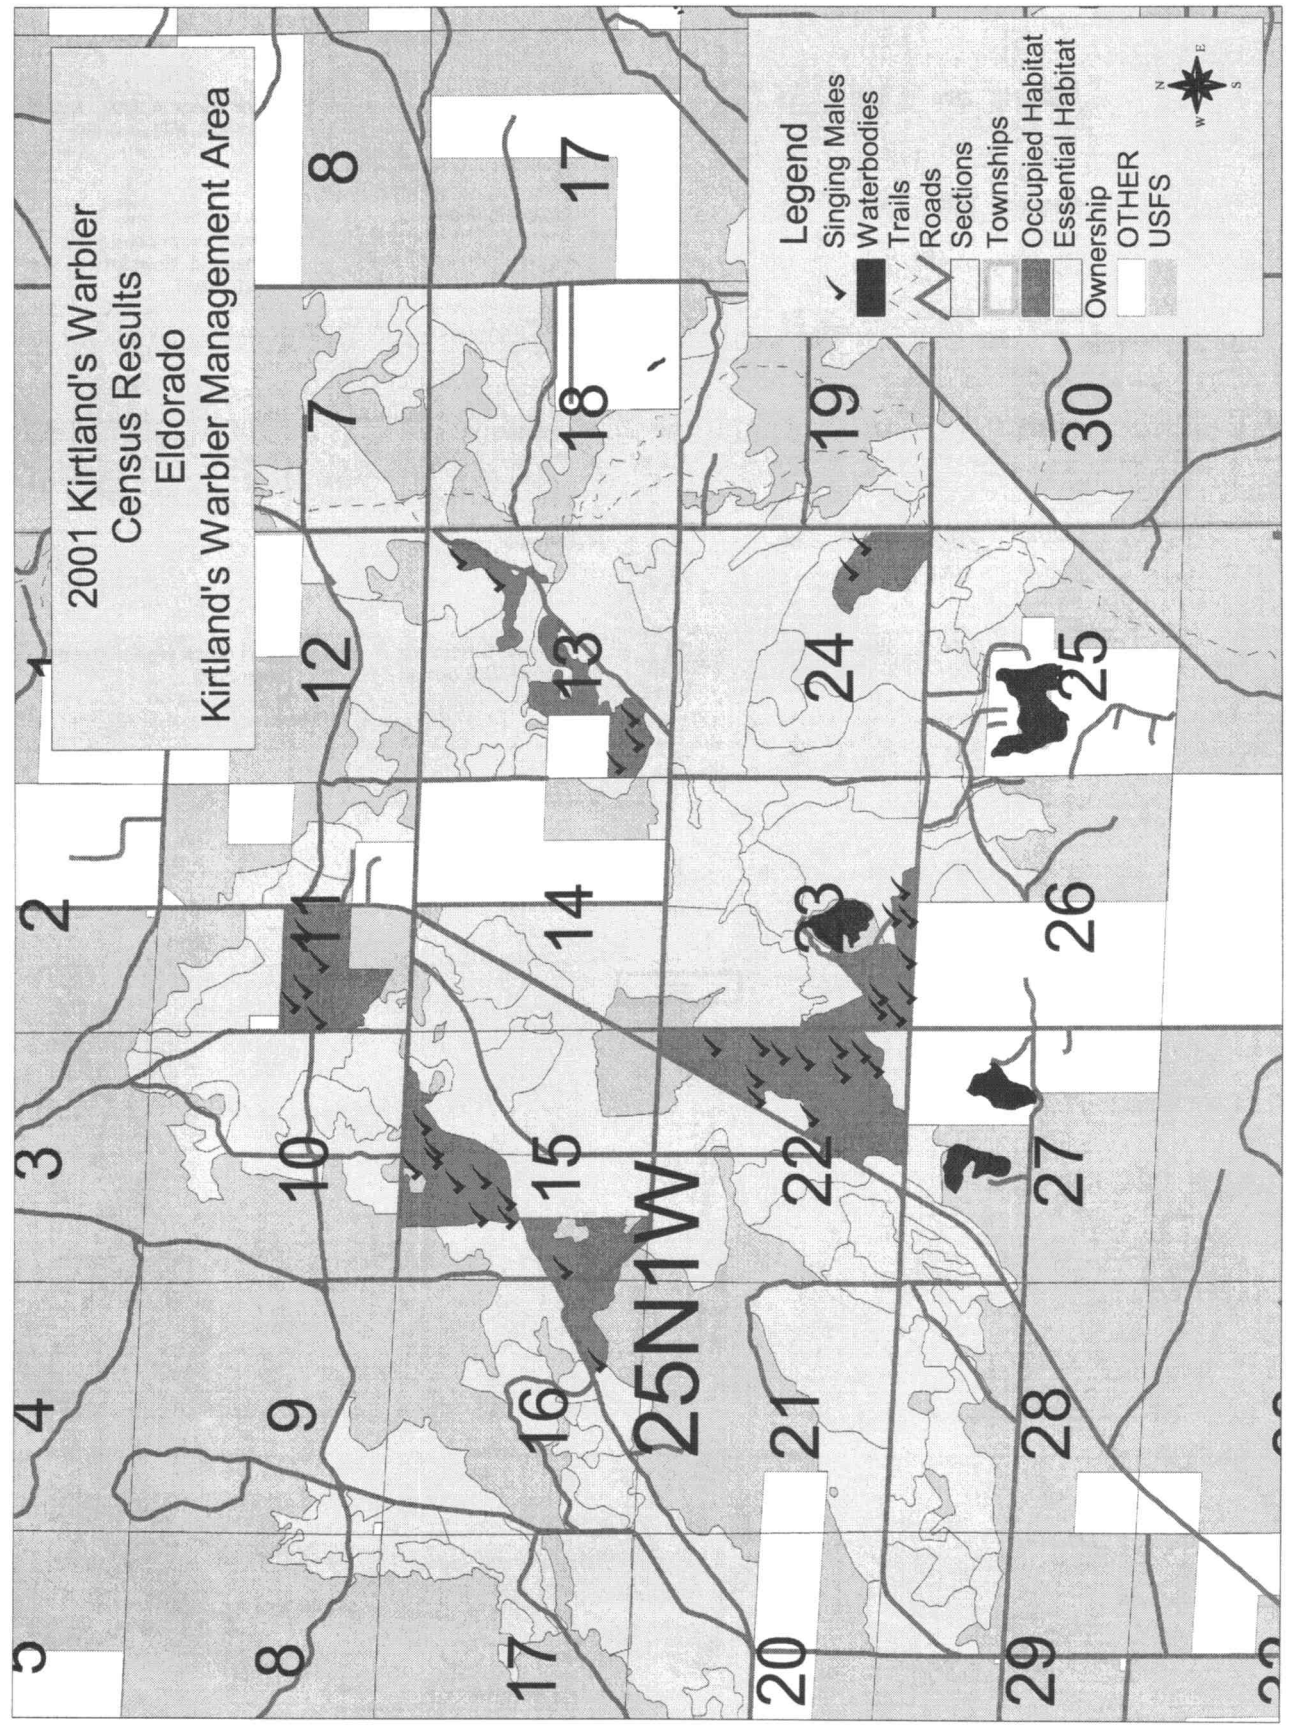 2001 Kirtland's Warbler
Census Results
Eldorado
Kirtland's Warbler Management Area
Legend
Singing Males
Waterbodies
Trails
Roads
Sections
Townships
Occupied Habitat
Essential Habitat
Ownership
OTHER
USFS
N
E
S
W
5
4
3
2
1
8
9
10
11
12
7
8
17
16
15
14
13
18
17
25N1W
20
21
22
23
24
19
29
28
27
26
25
30